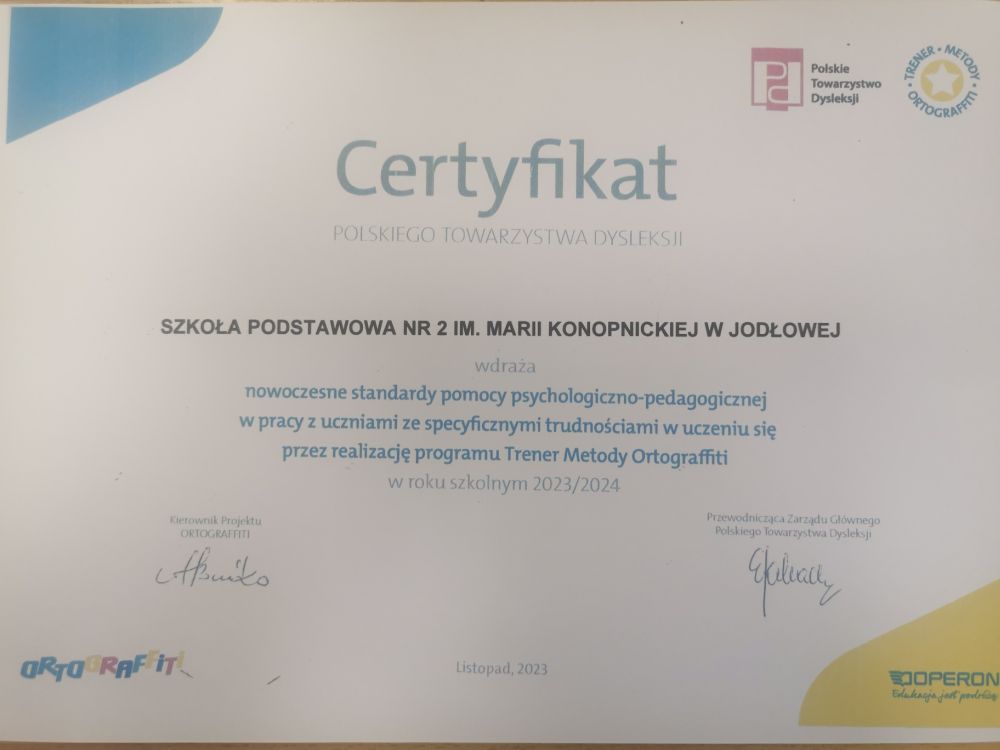 Polskie
Towarzystwo
Dysleksji
TRENER • METODY • ORTOGRAFFITI •
Certyfikat
POLSKIEGO TOWARZYSTWA DYSLEKSJI
SZKOŁA PODSTAWOWA NR 2 IM. MARII KONOPNICKIEJ W JODŁOWEJ
wdraża
nowoczesne standardy pomocy psychologiczno-pedagogicznej
w pracy z uczniami ze specyficznymi trudnościami w uczeniu się
przez realizację programu Trener Metody Ortograffiti
w roku szkolnym 2023/2024
Kierownik Projektu
ORTOGRAFFITI
Przewodnicząca Zarządu Głównego
Polskiego Towarzystwa Dysleksji
ORTOGRAFFITI
Listopad, 2023
OPERON
Edukacja jest podróżą